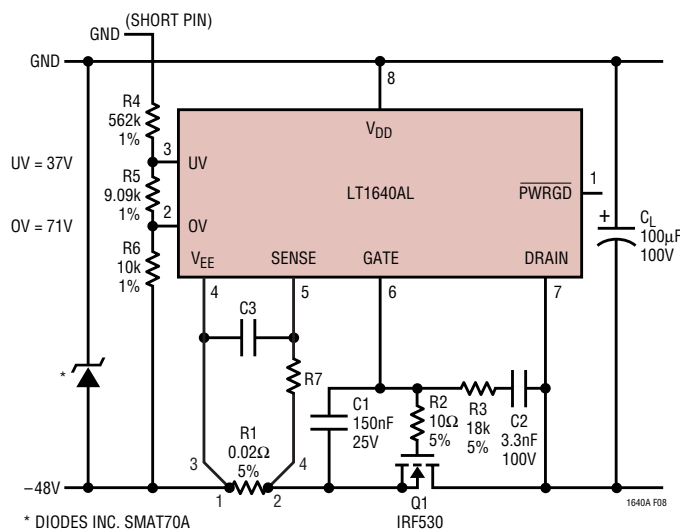 (SHORT PIN)
GND
GND
8
R4
562k
1%
VDD
3
UV
UV = 37V
R5
9.09k
1%
LT1640AL
PWRGD
1
2
OV
OV = 71V
R6
10k
1%
+
CL
100µF
100V
VEE
SENSE
GATE
DRAIN
4
5
6
7
C3
R7
*
C1
150nF
25V
R2
10Ω
5%
R3
18k
5%
C2
3.3nF
100V
R1
0.02Ω
5%
3
4
–48V
1
2
Q1
IRF530
1640A F08
* DIODES INC. SMAT70A